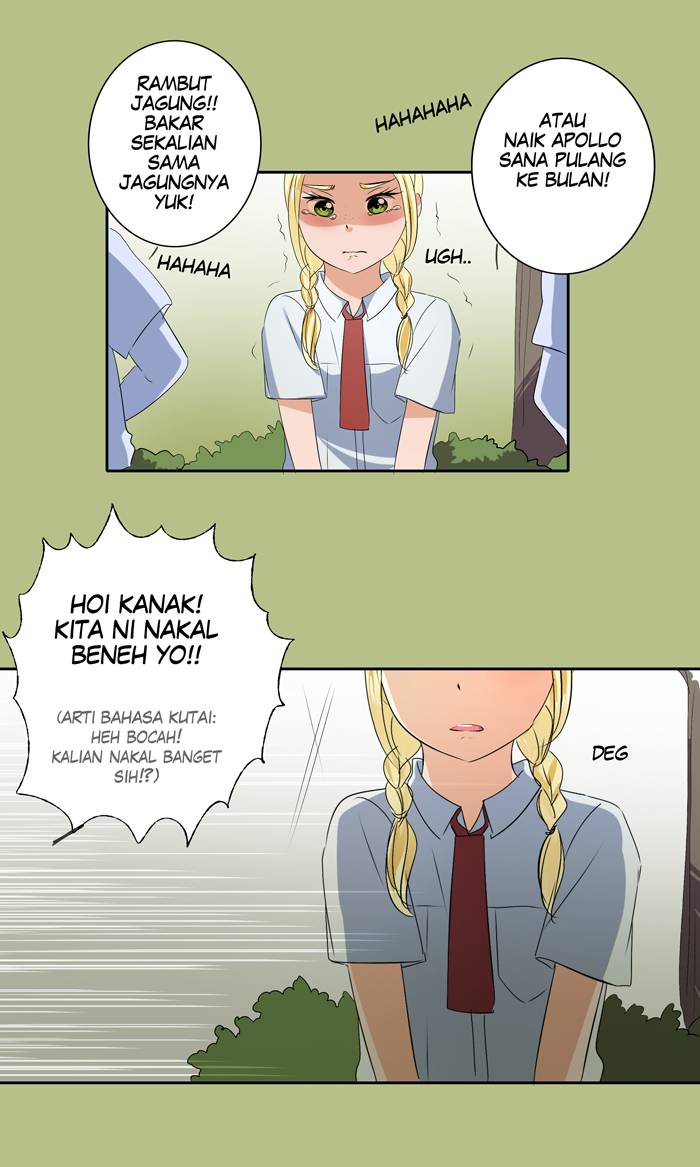 RAMBUT
JAGUNG!!
BAKAR
SEKALIAN
SAMA
JAGUNGNYA
YUK!
HAHAHAHA
ATAU
NAIK APOLLO
SANA PULANG
KE BULAN!
HAHAHA
UGH..
HOI KANAK!
KITA NI NAKAL
BENEH YO!!
(ARTI BAHASA KUTAI:
HEH BOCAH!
KALIAN NAKAL BANGET
SIH!?)
DEG